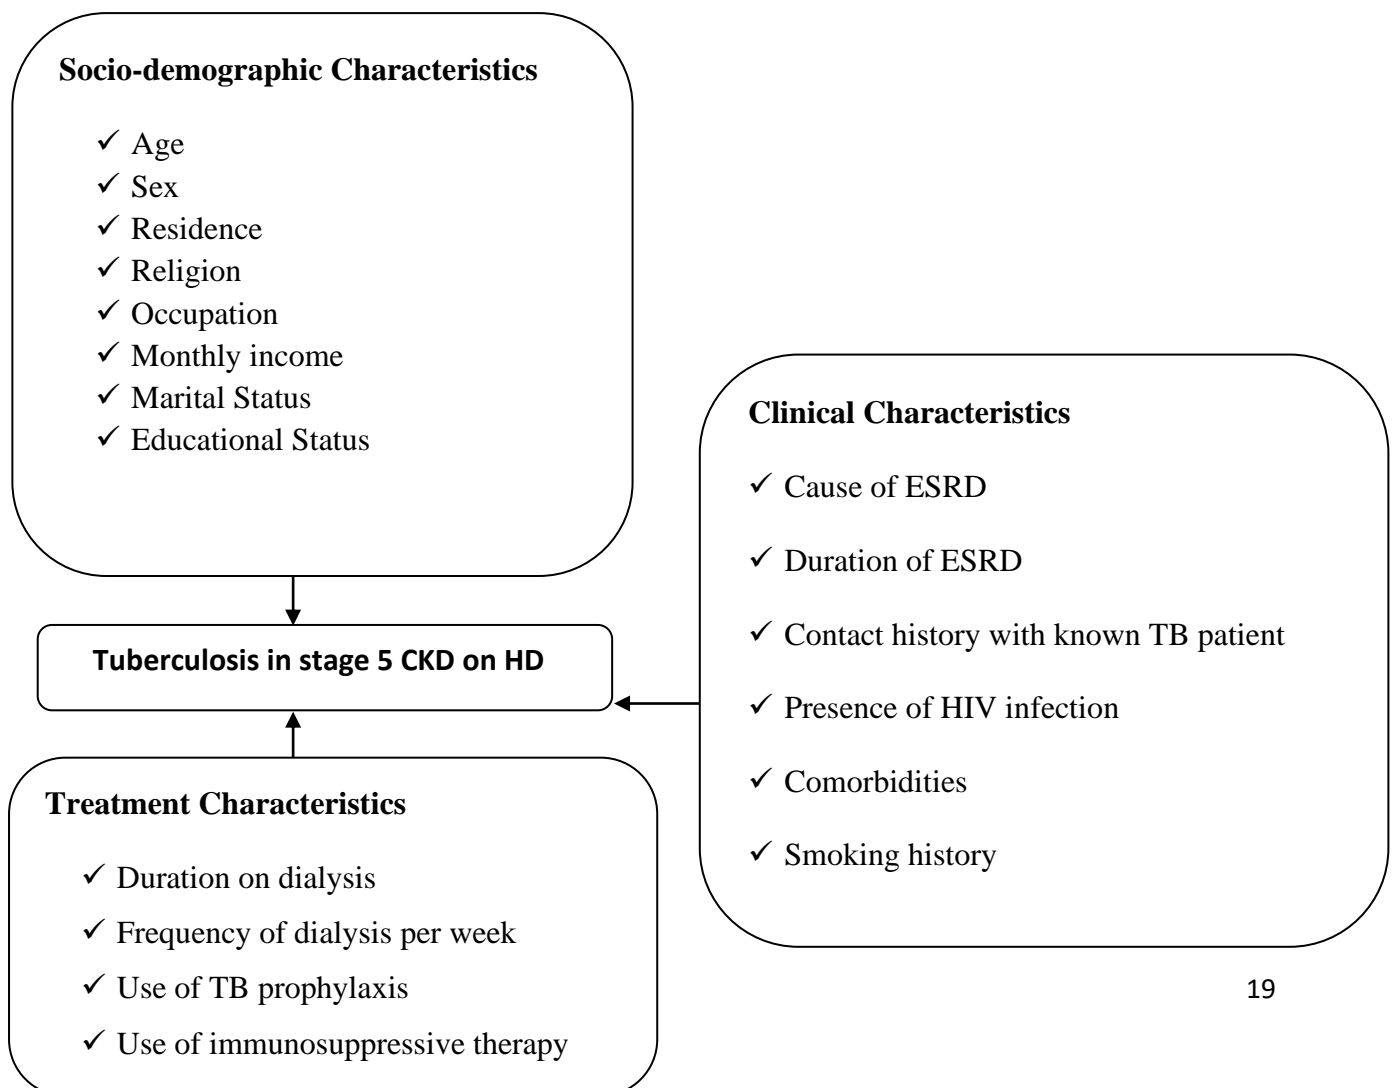 Socio-demographic Characteristics
✓ Age
✓ Sex
✓ Residence
✓ Religion
✓ Occupation
✓ Monthly income
✓ Marital Status
✓ Educational Status
Clinical Characteristics
✓ Cause of ESRD
✓ Duration of ESRD
✓ Contact history with known TB patient
✓ Presence of HIV infection
✓ Comorbidities
✓ Smoking history
Tuberculosis in stage 5 CKD on HD
Treatment Characteristics
✓ Duration on dialysis
✓ Frequency of dialysis per week
✓ Use of TB prophylaxis
✓ Use of immunosuppressive therapy
19